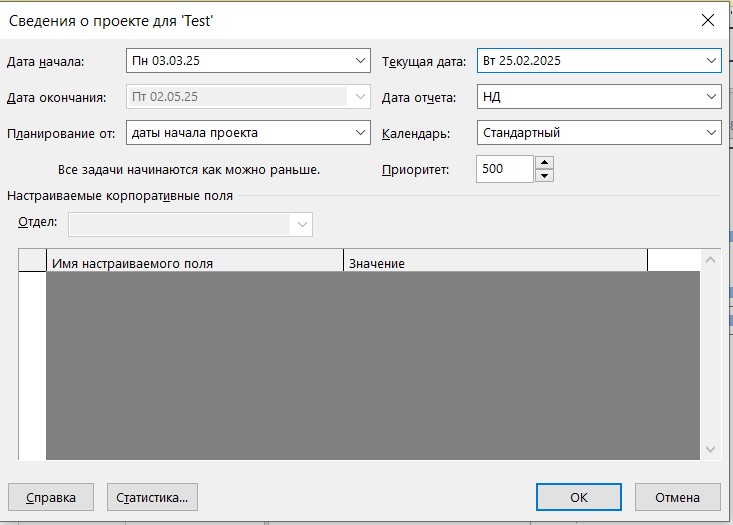 Сведения о проекте для 'Test'
Дата начала: Пн 03.03.25 Текущая дата: Вт 25.02.2025
Дата окончания: Пт 02.05.25 Дата отчета: НД
Планирование от: даты начала проекта Календарь: Стандартный
Все задачи начинаются как можно раньше. Приоритет: 500
Настраиваемые корпоративные поля
Отдел:
Имя настраиваемого поля Значение
Справка Статистика... ОК Отмена